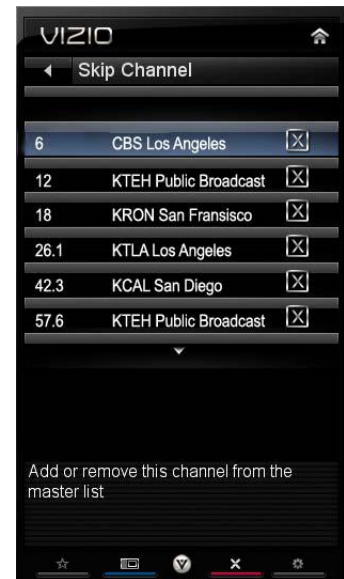 VIZIO
Skip Channel
6 CBS Los Angeles X
12 KTEH Public Broadcast X
18 KRON San Fransisco X
26.1 KTLA Los Angeles X
42.3 KCAL San Diego X
57.6 KTEH Public Broadcast X
Add or remove this channel from the
master list